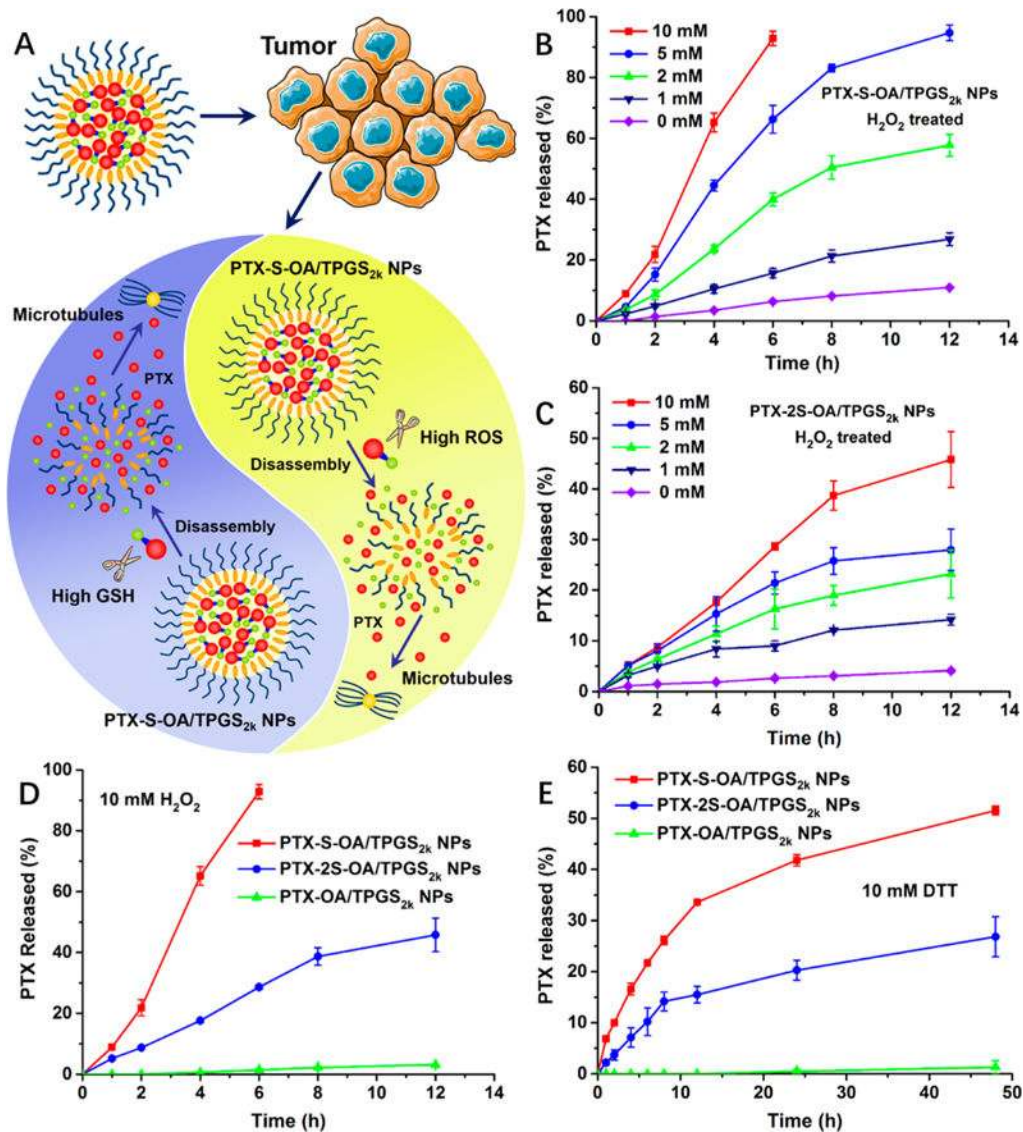 A
Tumor
PTX-S-OA/TPGS2k NPs
Microtubules
PTX
High ROS
Disassembly
Disassembly
High GSH
PTX
Microtubules
PTX-S-OA/TPGS2k NPs
B
PTX released (%)
100
80
60
40
20
0
10 mM
5 mM
2 mM
1 mM
0 mM
PTX-S-OA/TPGS2k NPs
H2O2 treated
0 2 4 6 8 10 12 14
Time (h)
C
PTX released (%)
60
50
40
30
20
10
0
10 mM
5 mM
2 mM
1 mM
0 mM
PTX-2S-OA/TPGS2k NPs
H2O2 treated
0 2 4 6 8 10 12 14
Time (h)
D
PTX Released (%)
100
80
60
40
20
0
10 mM H2O2
PTX-S-OA/TPGS2k NPs
PTX-2S-OA/TPGS2k NPs
PTX-OA/TPGS2k NPs
0 2 4 6 8 10 12 14
Time (h)
E
PTX released (%)
60
50
40
30
20
10
0
PTX-S-OA/TPGS2k NPs
PTX-2S-OA/TPGS2k NPs
PTX-OA/TPGS2k NPs
10 mM DTT
0 10 20 30 40 50
Time (h)